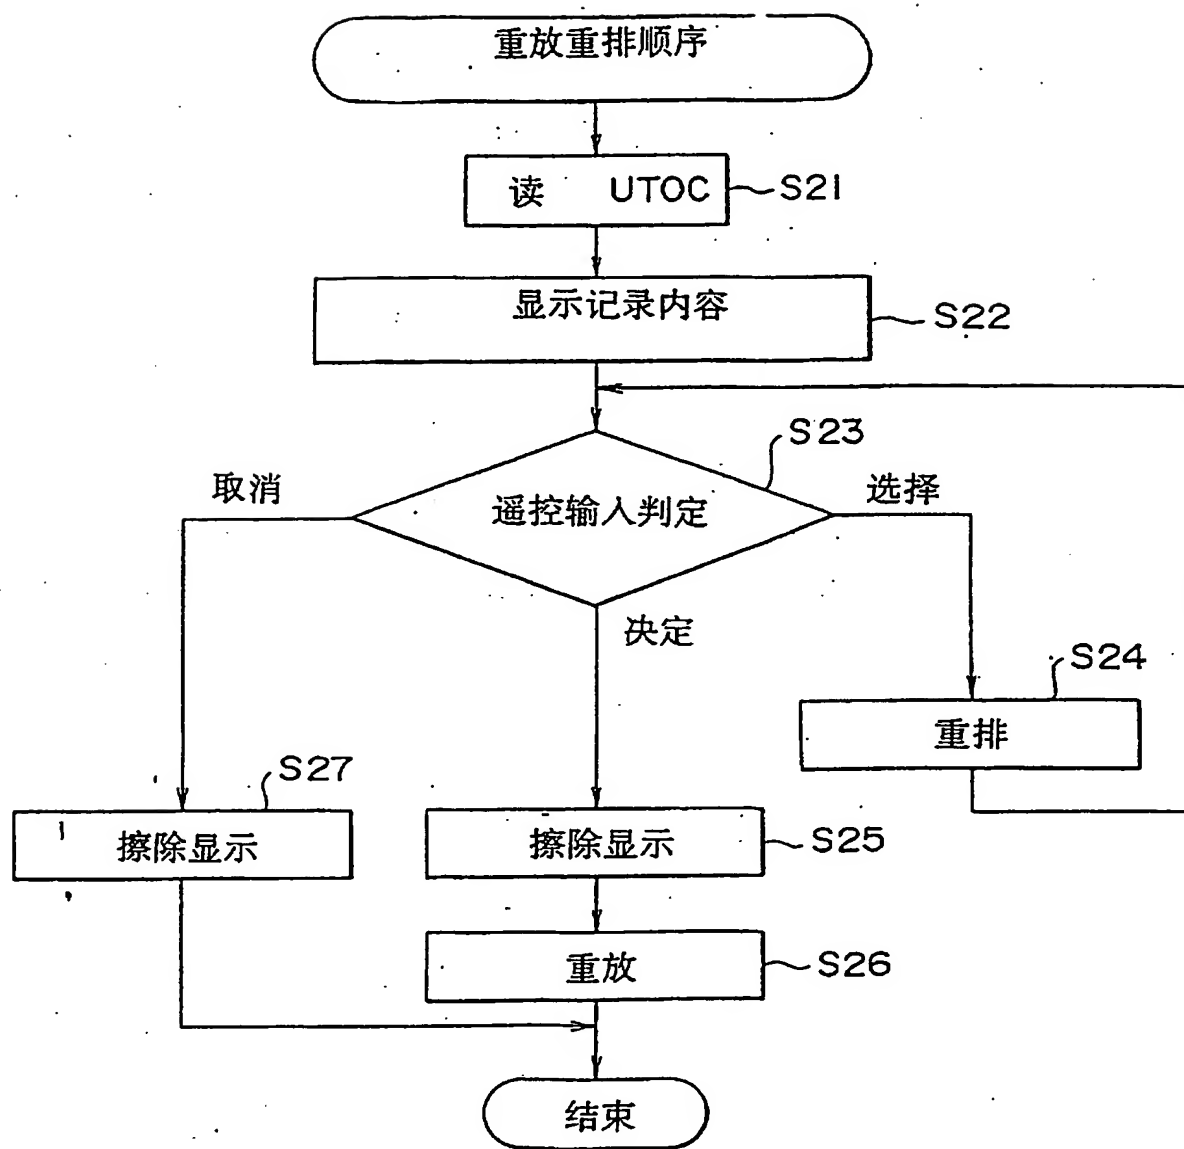 重放重排顺序
读 UTOC
S21
显示记录内容
S22
S23
取消
遥控输入判定
选择
决定
S24
重排
S27
擦除显示
擦除显示
S25
重放
S26
结束